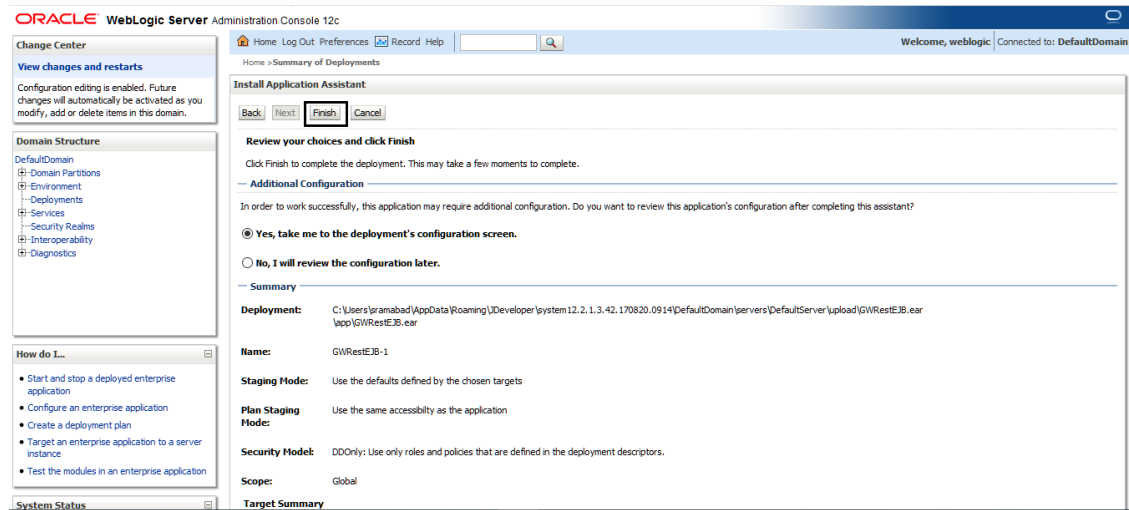 ORACLE WebLogic Server Administration Console 12c
Change Center
View changes and restarts
Configuration editing is enabled. Future
changes will automatically be activated as you
modify, add or delete items in this domain.
Domain Structure
DefaultDomain
Domain Partitions
Environment
Deployments
Services
Security Realms
Interoperability
Diagnostics
How do I...
Start and stop a deployed enterprise
application
Configure an enterprise application
Create a deployment plan
Target an enterprise application to a server
instance
Test the modules in an enterprise application
System Status
Home Log Out Preferences Record Help
Welcome, weblogic Connected to: DefaultDomain
Home >Summary of Deployments
Install Application Assistant
Back Next Finish Cancel
Review your choices and click Finish
Click Finish to complete the deployment. This may take a few moments to complete.
Additional Configuration
In order to work successfully, this application may require additional configuration. Do you want to review this application's configuration after completing this assistant?
Yes, take me to the deployment's configuration screen.
No, I will review the configuration later.
Summary
Deployment: C:\Users\sramabad\AppData\Roaming\JDeveloper\system12.2.1.3.42.170820.0914\DefaultDomain\servers\DefaultServer\upload\GWRestEJB.ear
\app\GWRestEJB.ear
Name: GWRestEJB-1
Staging Mode: Use the defaults defined by the chosen targets
Plan Staging Use the same accessibilty as the application
Mode:
Security Model: DDOnly: Use only roles and policies that are defined in the deployment descriptors.
Scope: Global
Target Summary